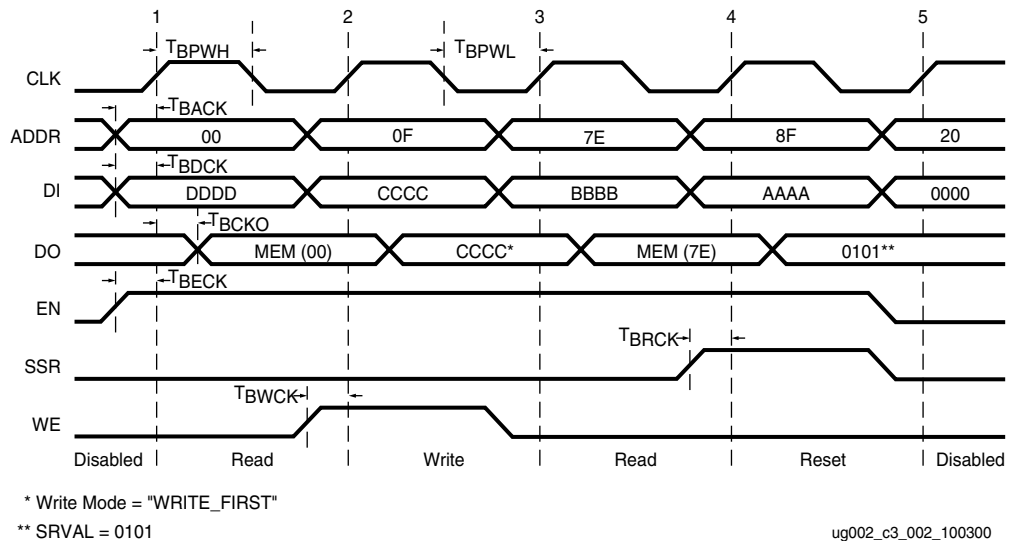 1 2 3 4 5
TBPWH TBPWL
CLK
TBACK
ADDR 00 0F 7E 8F 20
TBDCK
DI DDDD CCCC BBBB AAAA 0000
TBCKO
DO MEM (00) CCCC* MEM (7E) 0101**
TBECK
EN
TBRCK
SSR
TBWCK
WE
Disabled Read Write Read Reset Disabled
* Write Mode = "WRITE_FIRST"
** SRVAL = 0101 ug002_c3_002_100300